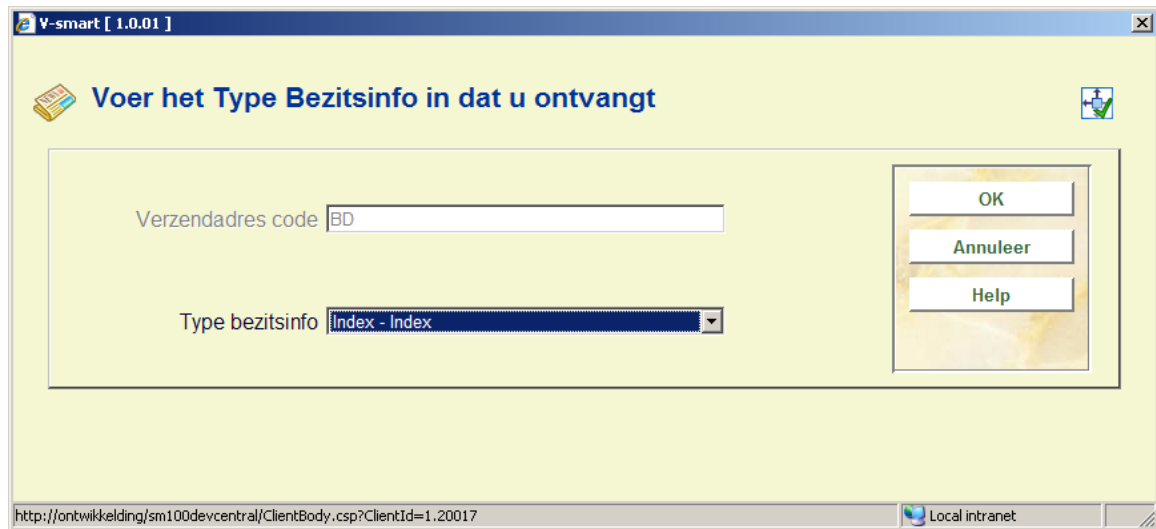 V-smart [ 1.0.01 ]
Voer het Type Bezitsinfo in dat u ontvangt
Verzendadres code BD
Type bezitsinfo Index - Index
OK
Annuleer
Help
http://ontwikkelding/sm100devcentral/ClientBody.csp?ClientId=1.20017
Local intranet